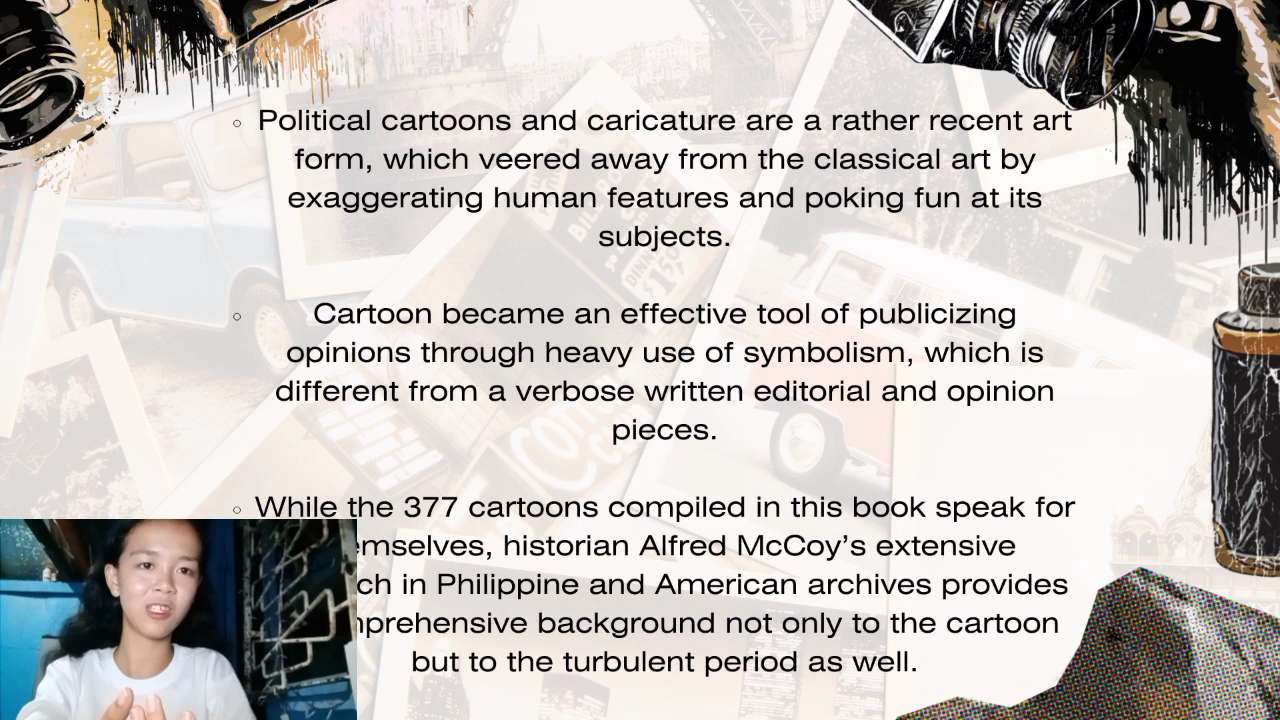 Political cartoons and caricature are a rather recent art
form, which veered away from the classical art by
exaggerating human features and poking fun at its
subjects.
Cartoon became an effective tool of publicizing
opinions through heavy use of symbolism, which is
different from a verbose written editorial and opinion
pieces.
While the 377 cartoons compiled in this book speak for
emselves, historian Alfred McCoy’s extensive
ch in Philippine and American archives provides
prehensive background not only to the cartoon
but to the turbulent period as well.